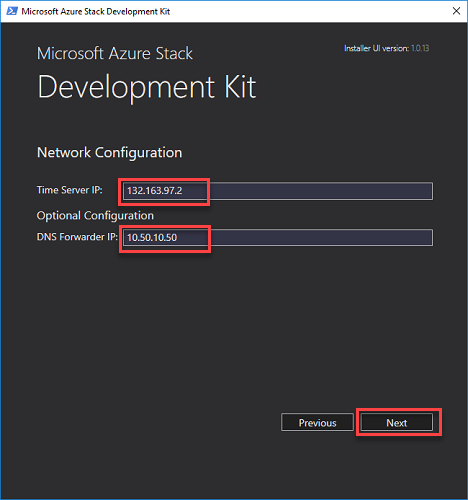 Microsoft Azure Stack Development Kit
Microsoft Azure Stack
Installer UI version: 1.0.13
Development Kit
Network Configuration
Time Server IP: 132.163.97.2
Optional Configuration
DNS Forwarder IP: 10.50.10.50
Previous Next